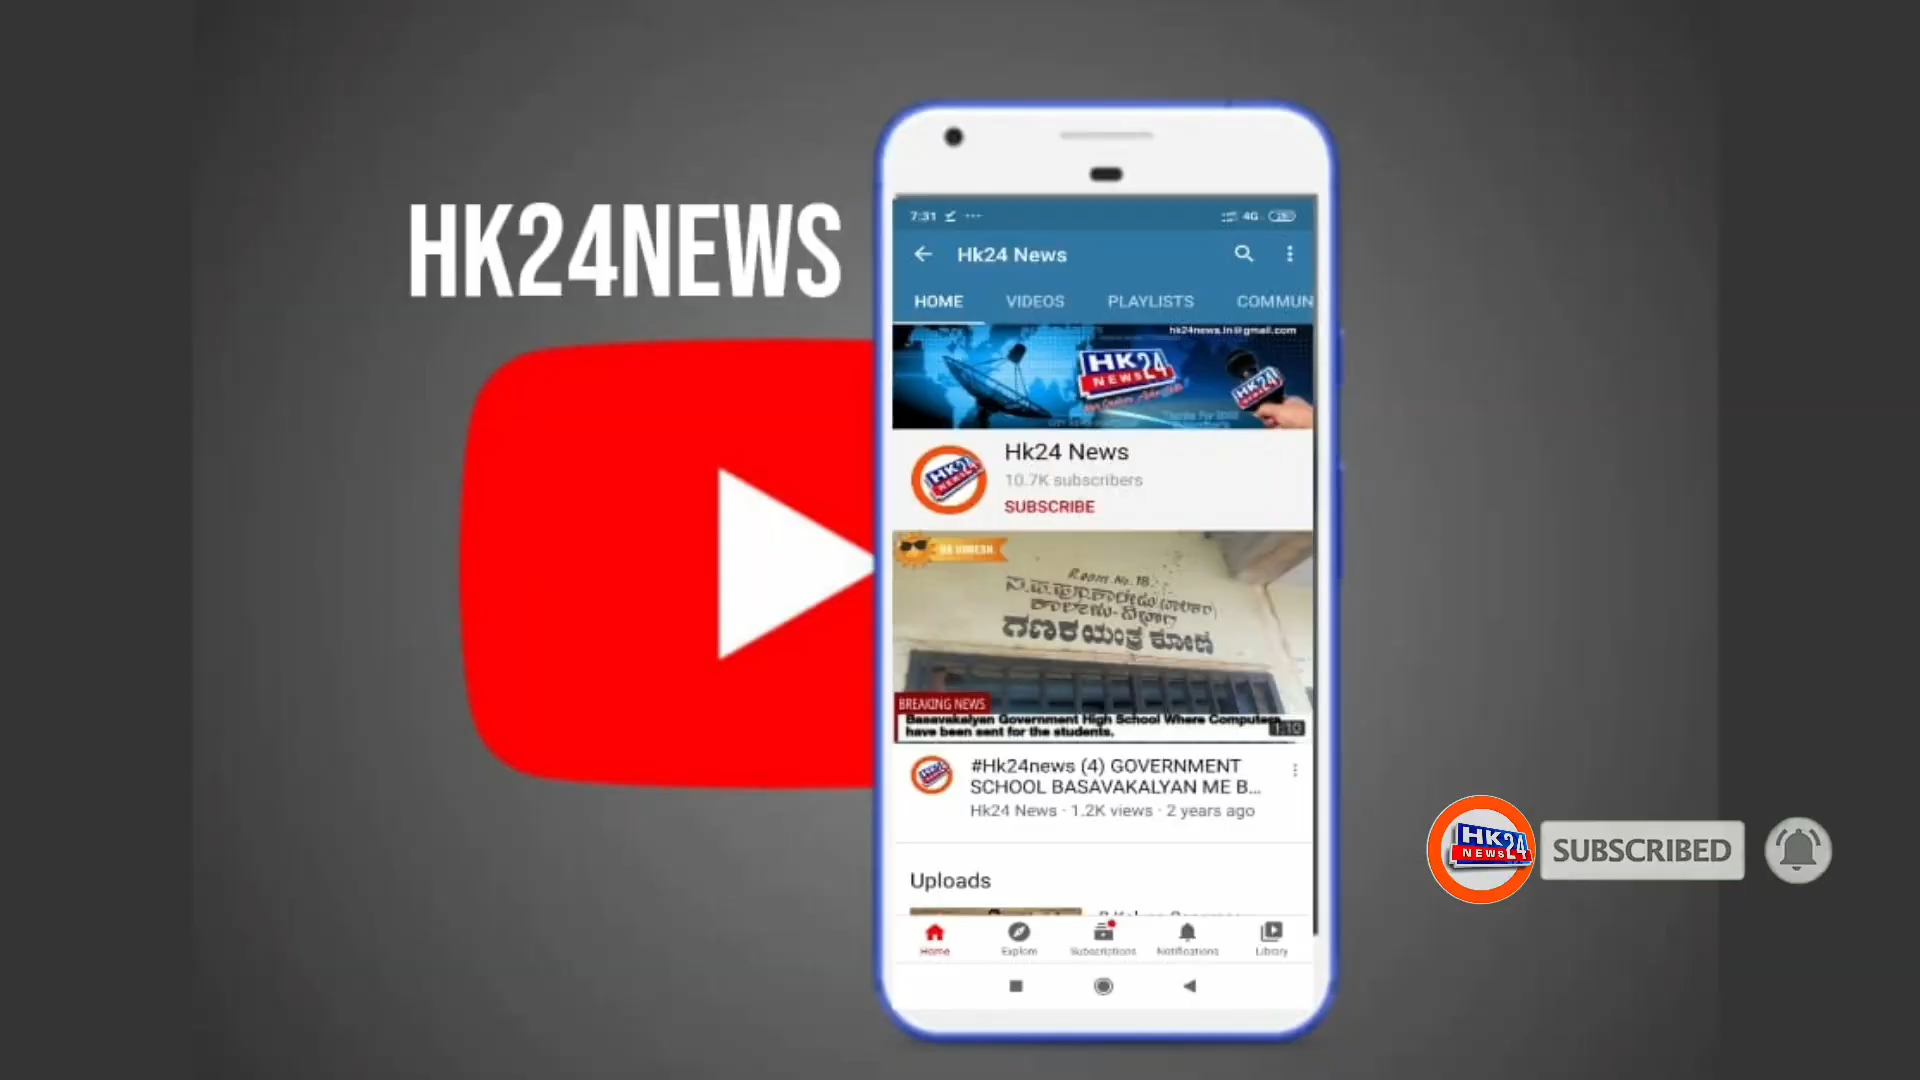 HK24NEWS
7:31
4G
Hk24 News
HOME VIDEOS PLAYLISTS COMMUN
hk24news.in@gmail.com
HK24
NEWS
HK24
Hk24 News
10.7K subscribers
SUBSCRIBE
HK24
NEWS
Room No. 18
ಗಣಕಯಂತ್ರ ಕೋಣೆ
BREAKING NEWS
Basavakalyan Government High School Where Computers
have been sent for the students.
1:10
#Hk24news (4) GOVERNMENT
SCHOOL BASAVAKALYAN ME B...
Hk24 News · 1.2K views · 2 years ago
Uploads
Home Explore Subscriptions Notifications Library
HK24
NEWS
SUBSCRIBED